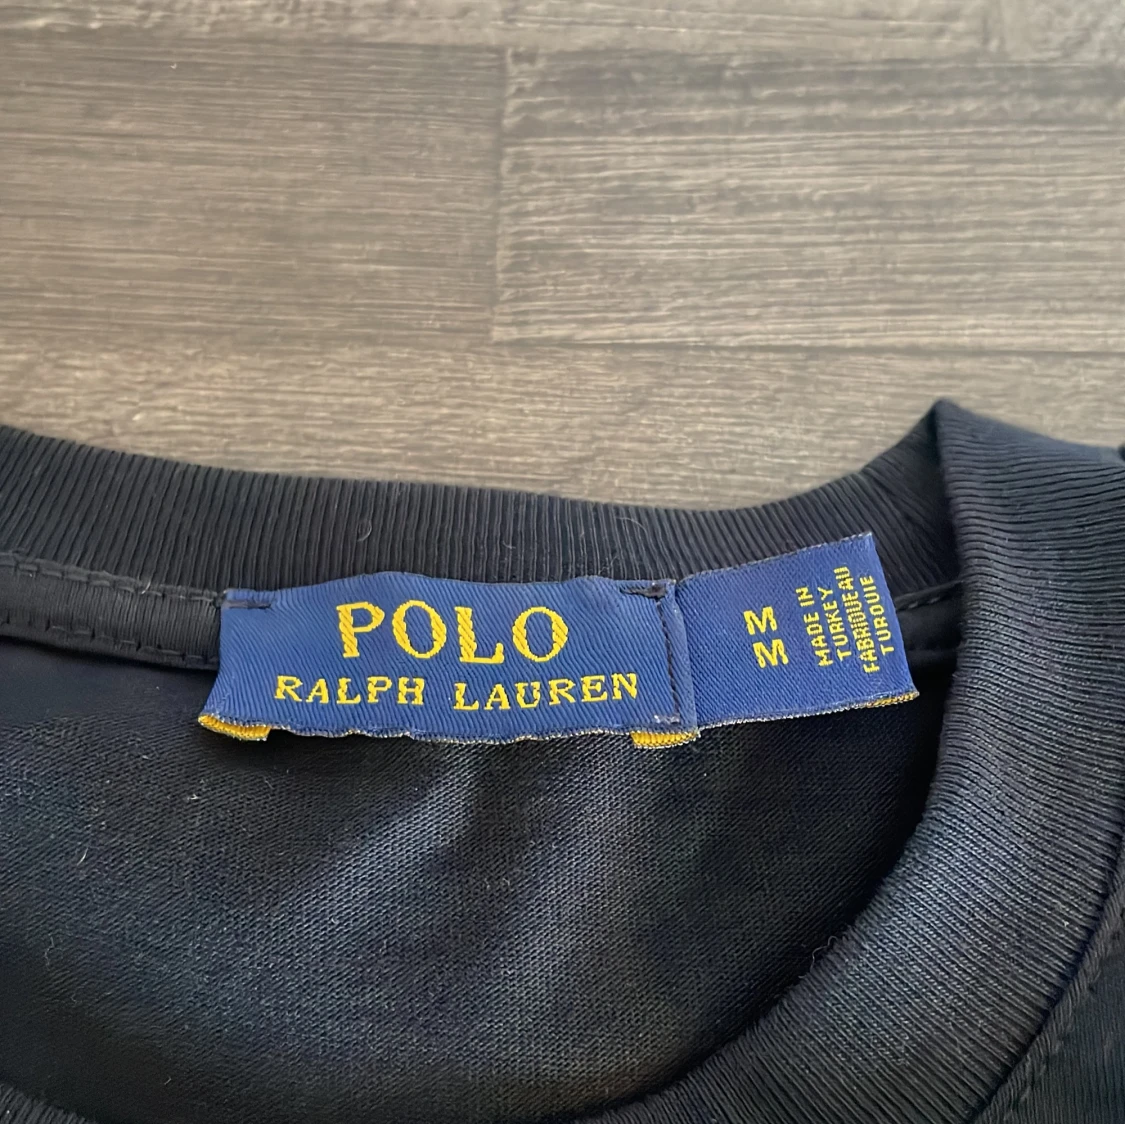 POLO
RALPH LAUREN
M
M
MADE IN
TURKEY
FABRIQUE AU
TURQUIE